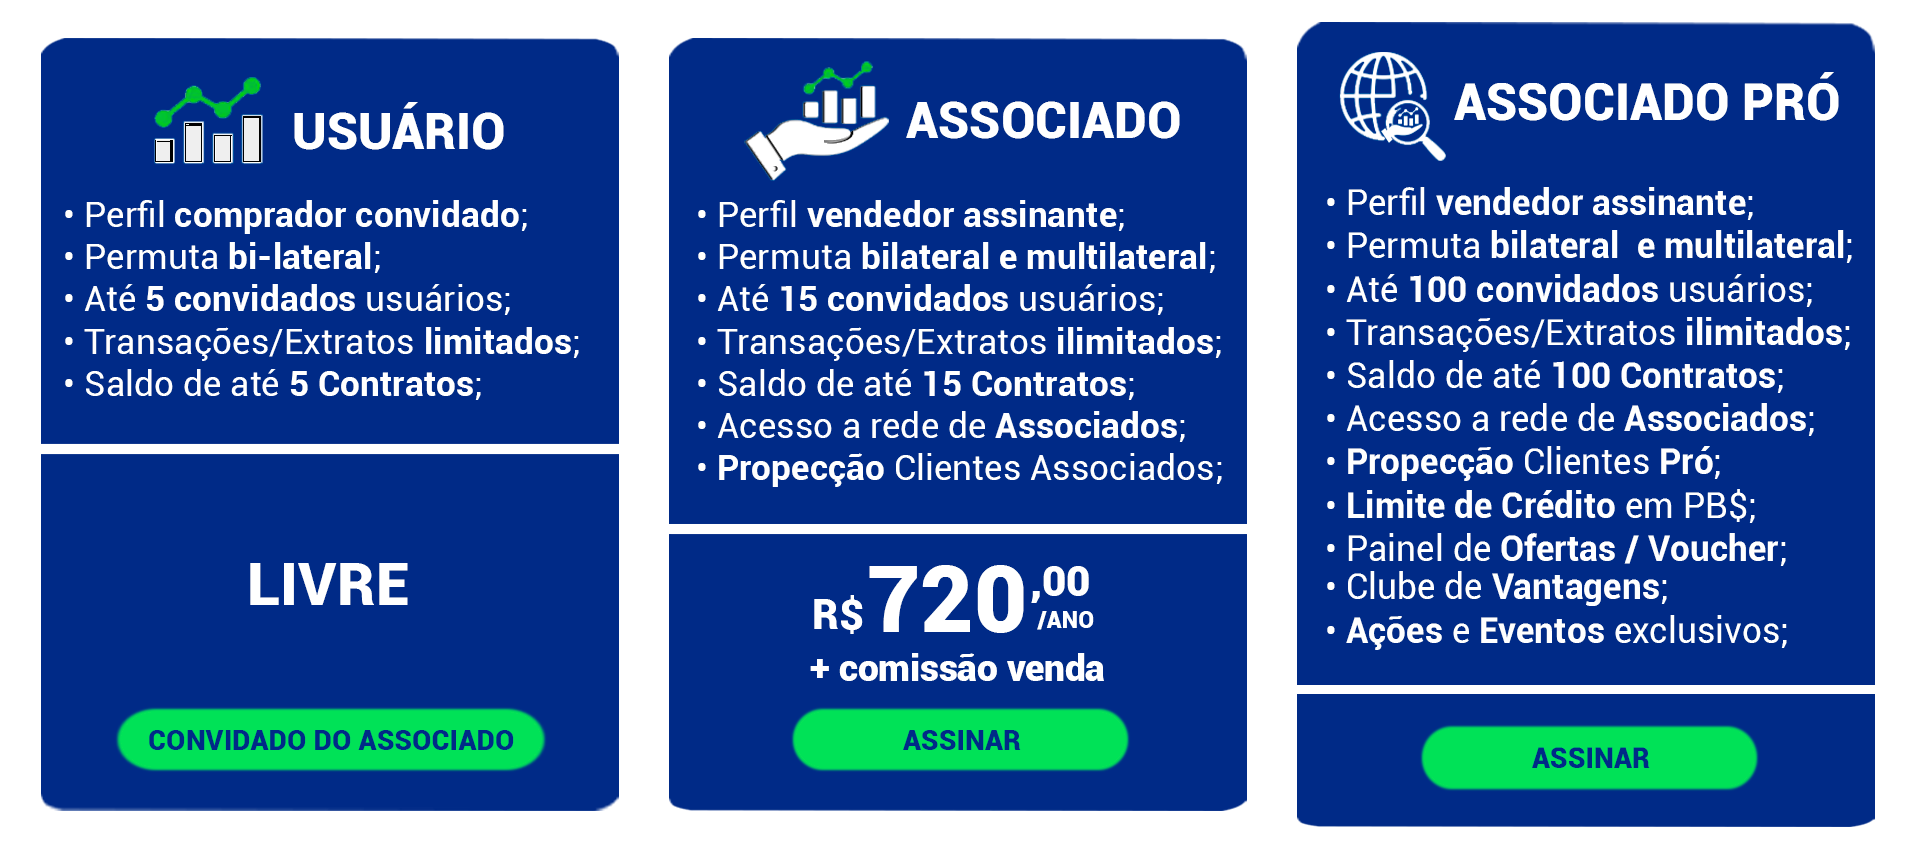 USUÁRIO
• Perfil comprador convidado;
• Permuta bi-lateral;
• Até 5 convidados usuários;
• Transações/Extratos limitados;
• Saldo de até 5 Contratos;
LIVRE
CONVIDADO DO ASSOCIADO
ASSOCIADO
• Perfil vendedor assinante;
• Permuta bilateral e multilateral;
• Até 15 convidados usuários;
• Transações/Extratos ilimitados;
• Saldo de até 15 Contratos;
• Acesso a rede de Associados;
• Propecção Clientes Associados;
R$ 720,00 /ANO
+ comissão venda
ASSINAR
ASSOCIADO PRÓ
• Perfil vendedor assinante;
• Permuta bilateral e multilateral;
• Até 100 convidados usuários;
• Transações/Extratos ilimitados;
• Saldo de até 100 Contratos;
• Acesso a rede de Associados;
• Propecção Clientes Pró;
• Limite de Crédito em PB$;
• Painel de Ofertas / Voucher;
• Clube de Vantagens;
• Ações e Eventos exclusivos;
ASSINAR